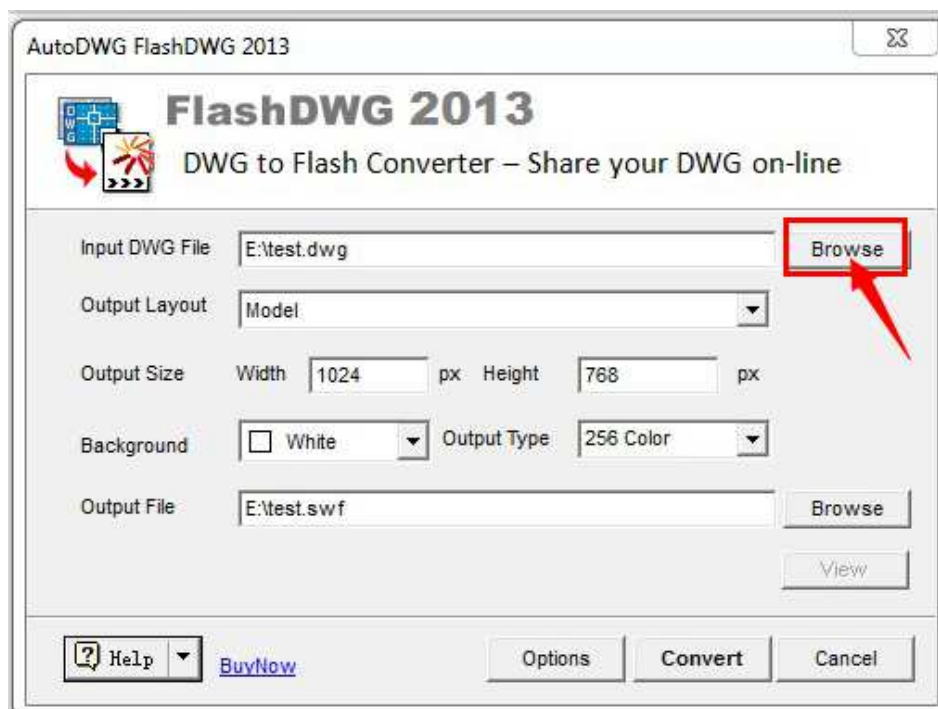 AutoDWG FlashDWG 2013
DWG
FlashDWG 2013
DWG to Flash Converter – Share your DWG on-line
Input DWG File E:\test.dwg Browse
Output Layout Model
Output Size Width 1024 px Height 768 px
Background White Output Type 256 Color
Output File E:\test.swf Browse
View
Help BuyNow Options Convert Cancel